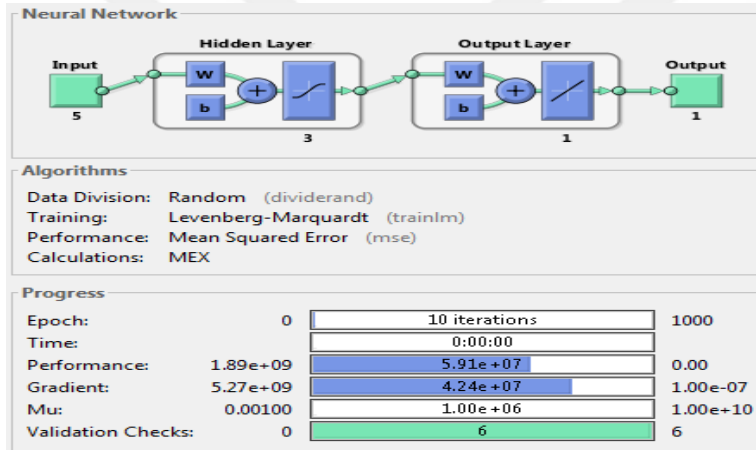 Neural Network
Hidden Layer Output Layer
Input Output
W b + W b +
5 3 1 1
Algorithms
Data Division: Random (dividerand)
Training: Levenberg-Marquardt (trainlm)
Performance: Mean Squared Error (mse)
Calculations: MEX
Progress
Epoch: 0 10 iterations 1000
Time: 0:00:00
Performance: 1.89e+09 5.91e+07 0.00
Gradient: 5.27e+09 4.24e+07 1.00e-07
Mu: 0.00100 1.00e+06 1.00e+10
Validation Checks: 0 6 6